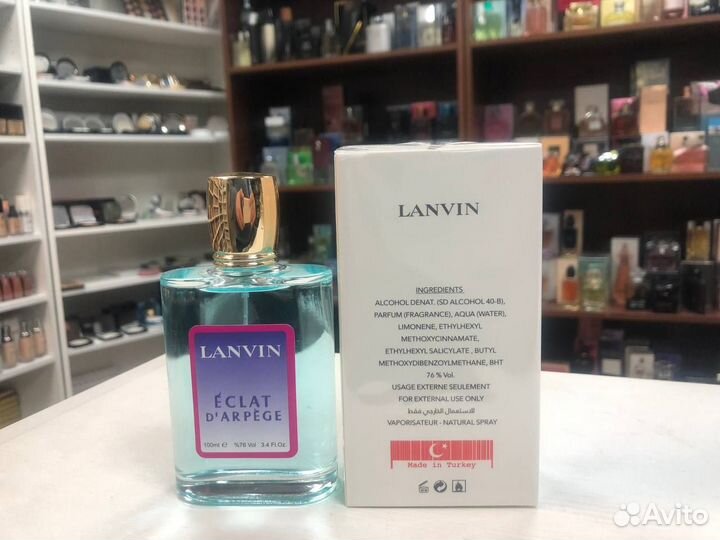 LANVIN
ÉCLAT
D'ARPÈGE
100ml e %76 Vol 3.4 Fl.Oz
LANVIN
INGREDIENTS
ALCOHOL DENAT. (SD ALCOHOL 40-B),
PARFUM (FRAGRANCE), AQUA (WATER),
LIMONENE, ETHYLHEXYL
METHOXYCINNAMATE,
ETHYLHEXYL SALICYLATE , BUTYL
METHOXYDIBENZOYLMETHANE, BHT
76 % Vol.
USAGE EXTERNE SEULEMENT
FOR EXTERNAL USE ONLY
للاستعمال الخارجي فقط
VAPORISATEUR - NATURAL SPRAY
Made in Turkey
Avito